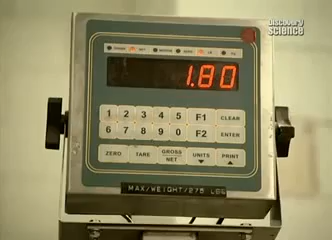 Discovery
SCIENCE
1.80
1 2 3 4 5 F1 CLEAR
6 7 8 9 0 F2 ENTER
ZERO TARE GROSS NET UNITS PRINT
MAX/WEIGHT/275 LBS